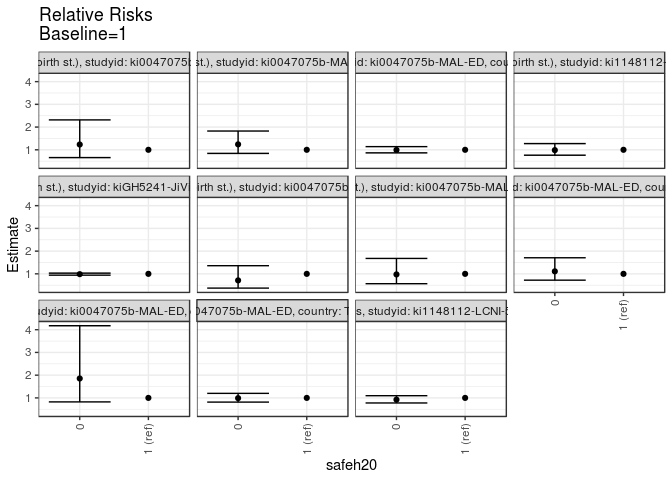 Relative Risks
Baseline=1
birth st.), studyid: ki0047075
st.), studyid: ki0047075b-MA
id: ki0047075b-MAL-ED, cou
birth st.), studyid: ki1148112-
4
3
2
1
h st.), studyid: kiGH5241-JiV
irth st.), studyid: ki0047075b
t.), studyid: ki0047075b-MAL
d: ki0047075b-MAL-ED, cou
4
3
2
1
Estimate
udyid: ki0047075b-MAL-ED,
047075b-MAL-ED, country: T
s, studyid: ki1148112-LCNI-
4
3
2
1
0
1 (ref)
0
1 (ref)
0
1 (ref)
0
1 (ref)
safeh20